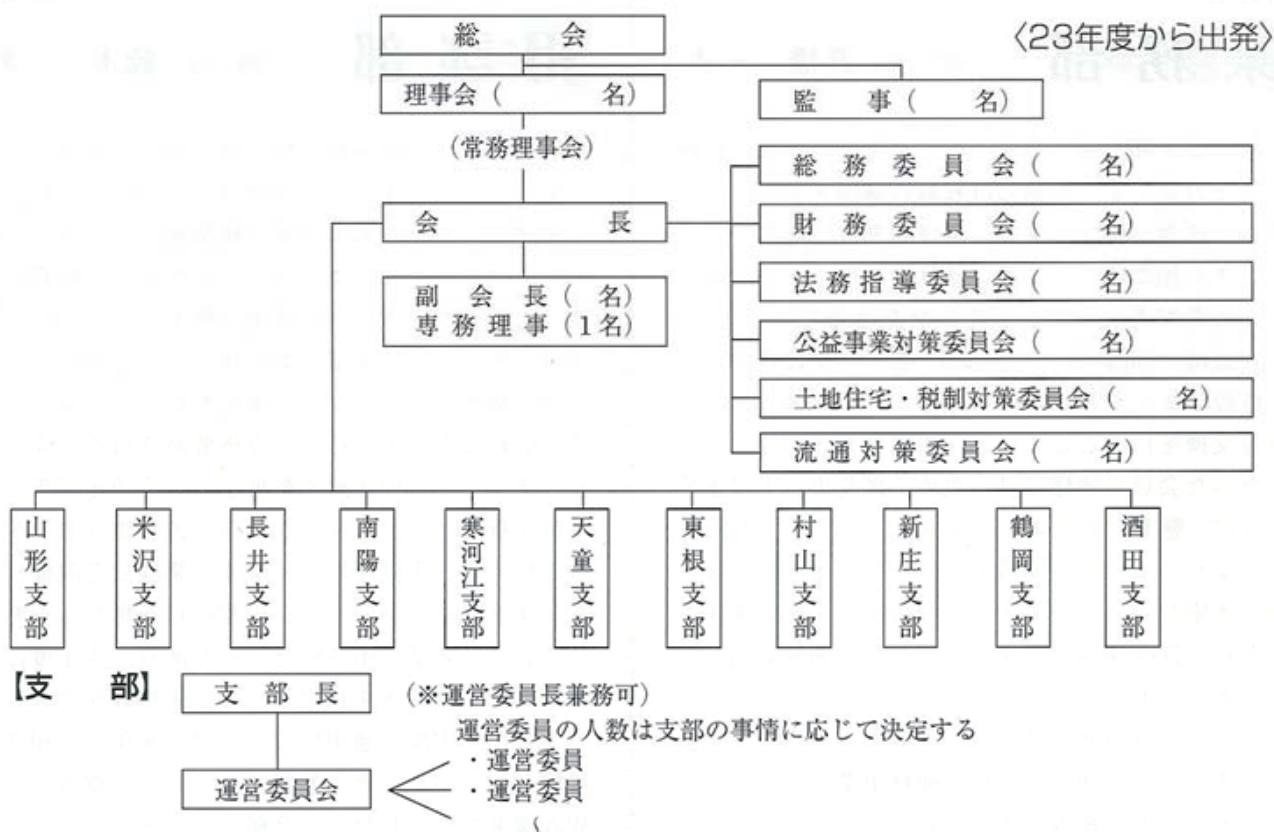 〈23年度から出発〉
総会
理事会(　　名)
監事(　　名)
(常務理事会)
会長
副会長(　名)
専務理事(1名)
総務委員会(　　名)
財務委員会(　　名)
法務指導委員会(　　名)
公益事業対策委員会(　　名)
土地住宅・税制対策委員会(　　名)
流通対策委員会(　　名)
山形支部
米沢支部
長井支部
南陽支部
寒河江支部
天童支部
東根支部
村山支部
新庄支部
鶴岡支部
酒田支部
【支　部】
支部長
(※運営委員長兼務可)
運営委員の人数は支部の事情に応じて決定する
・運営委員
運営委員会
・運営委員